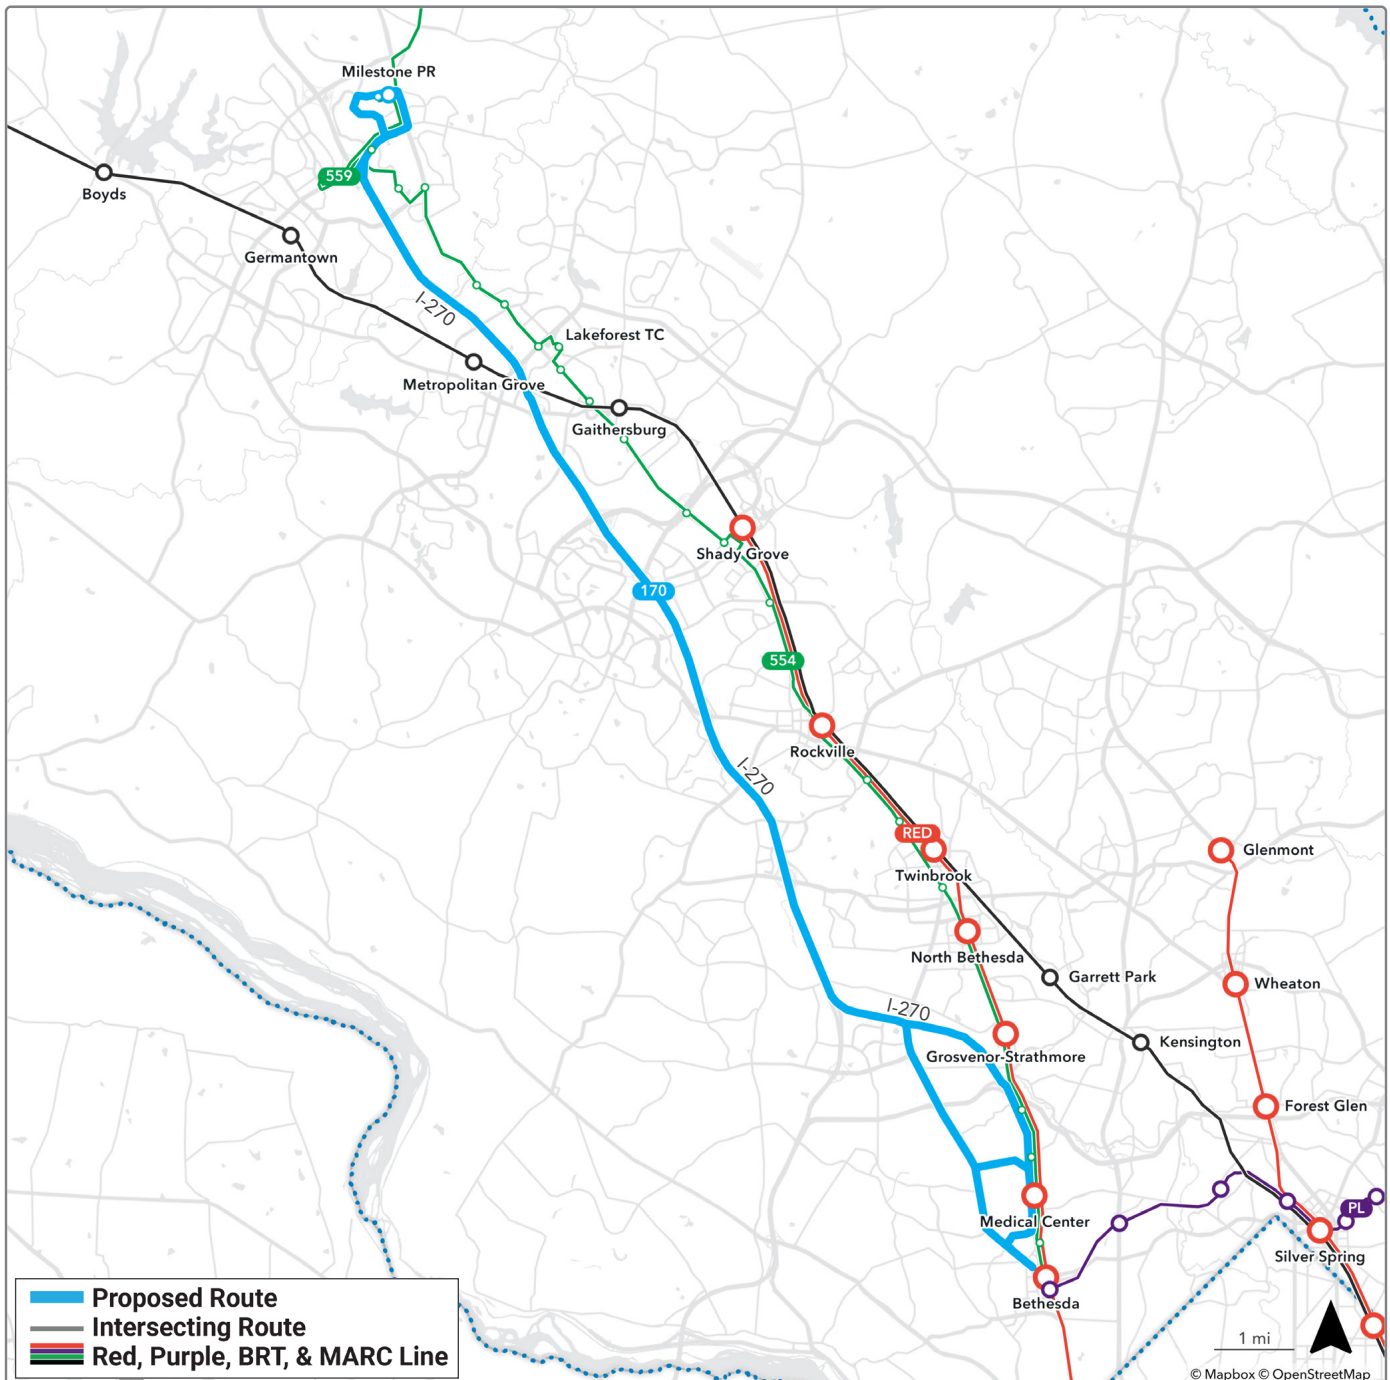 Milestone PR
559
Boyds
Germantown
I-270
Lakeforest TC
Metropolitan Grove
Gaithersburg
Shady Grove
170
554
Rockville
I-270
RED
Twinbrook
Glenmont
North Bethesda
Garrett Park
Wheaton
I-270
Kensington
Grosvenor-Strathmore
Forest Glen
Medical Center
PL
Silver Spring
Bethesda
Proposed Route
Intersecting Route
Red, Purple, BRT, & MARC Line
1 mi
© Mapbox © OpenStreetMap